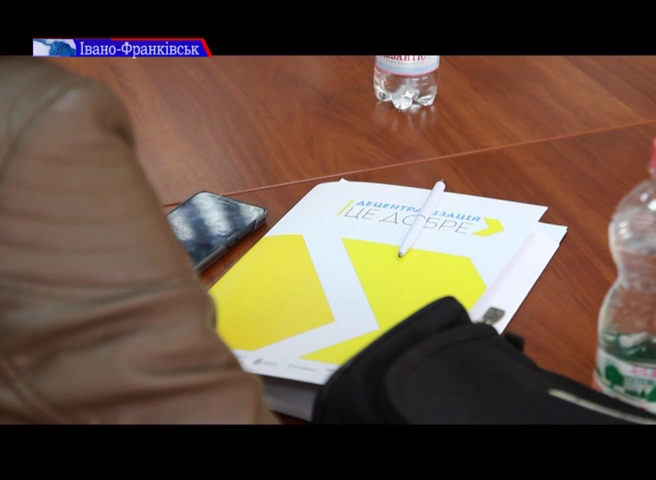 Івано-Франківськ
ДЕЦЕНТРАЛІЗАЦІЯ
ЦЕ ДОБРЕ